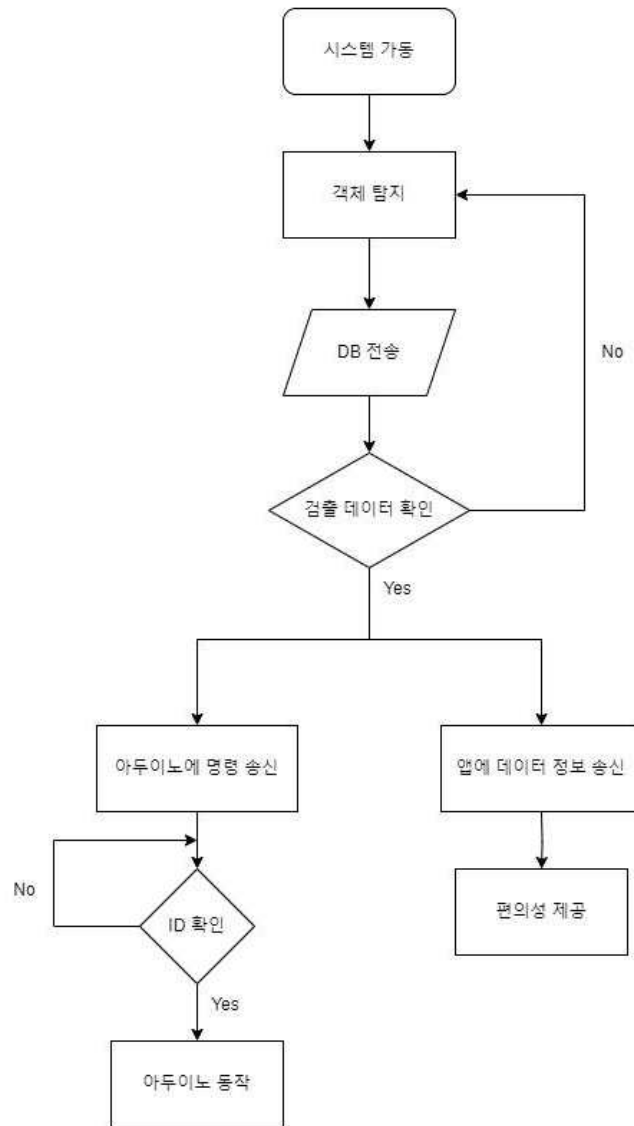 시스템 가동
객체 탐지
DB 전송
No
검출 데이터 확인
Yes
아두이노에 명령 송신
앱에 데이터 정보 송신
No
ID 확인
편의성 제공
Yes
아두이노 동작